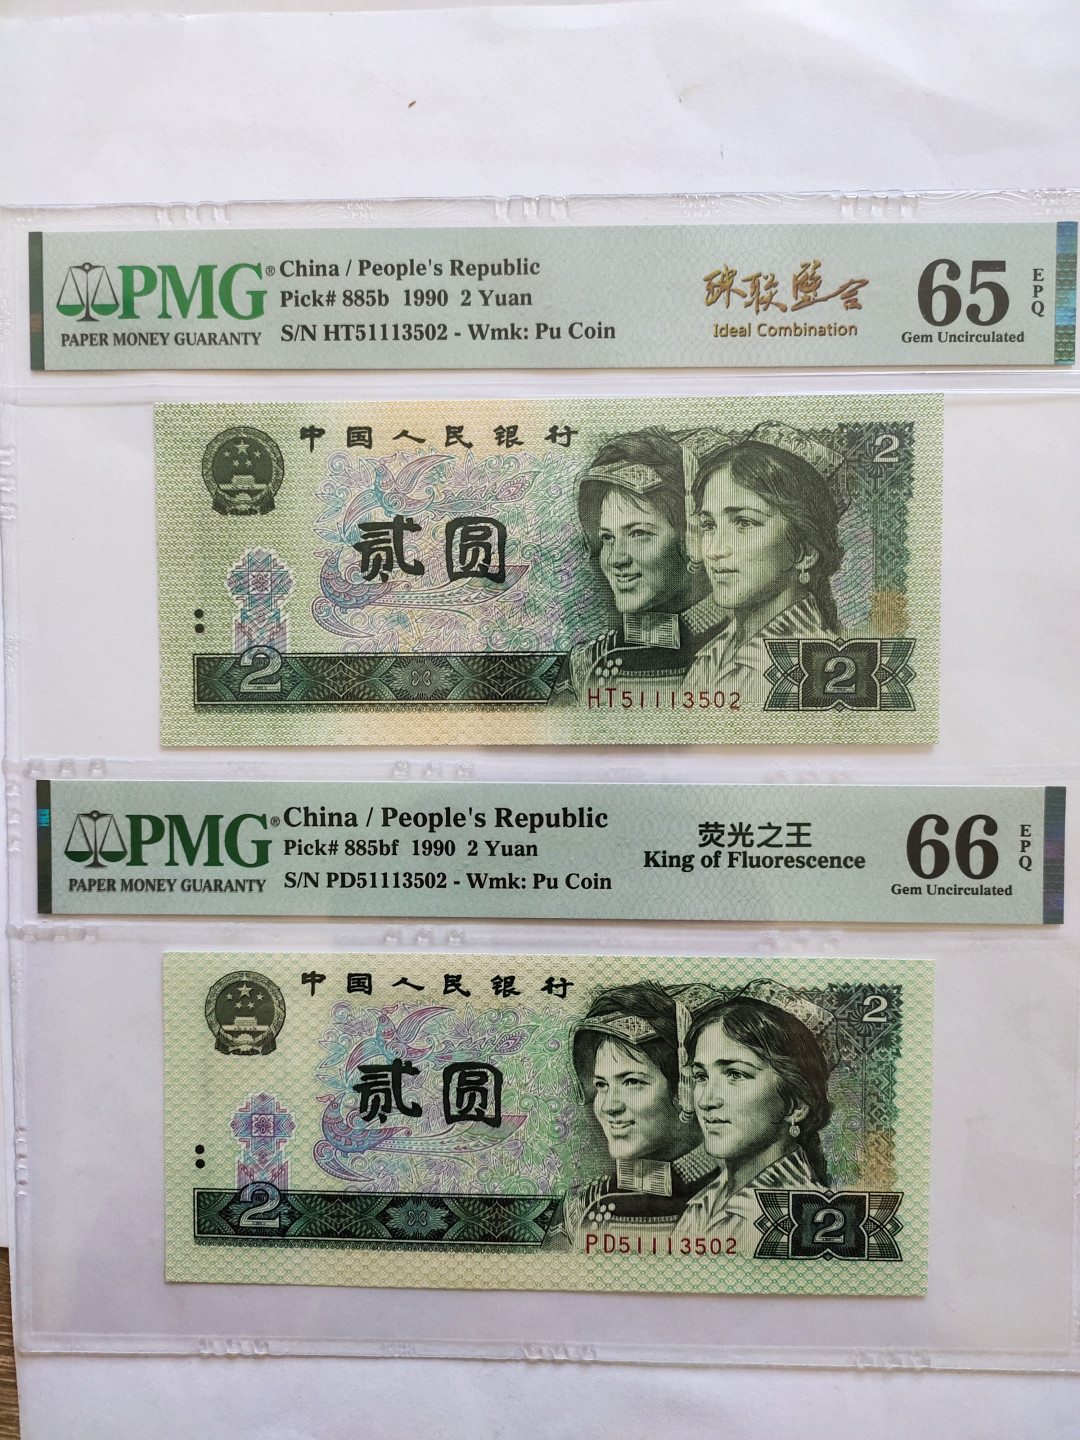 PMG®
PAPER MONEY GUARANTY
China / People's Republic
Pick# 885b 1990 2 Yuan
S/N HT51113502 - Wmk: Pu Coin
珠联璧合
Ideal Combination
65
EPQ
Gem Uncirculated
中国人民银行
2
贰圆
2
HT51113502
2
PMG®
PAPER MONEY GUARANTY
China / People's Republic
Pick# 885bf 1990 2 Yuan
S/N PD51113502 - Wmk: Pu Coin
荧光之王
King of Fluorescence
66
EPQ
Gem Uncirculated
中国人民银行
2
贰圆
2
PD51113502
2